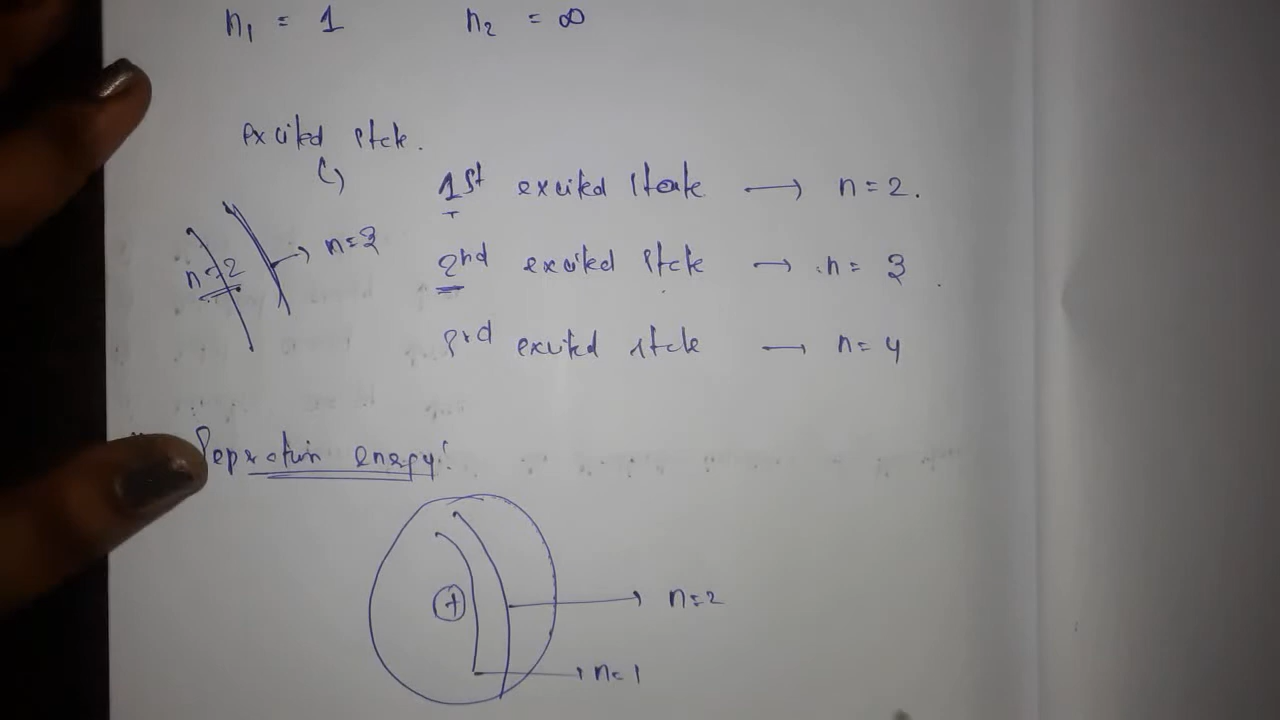 n₁ = 1 n₂ = ∞
excited state.
1st excited state → n = 2.
n = 2 → n = 3
2nd excited state → n = 3
3rd excited state → n = 4
Sepration energy:
+ → n = 2
→ n = 1